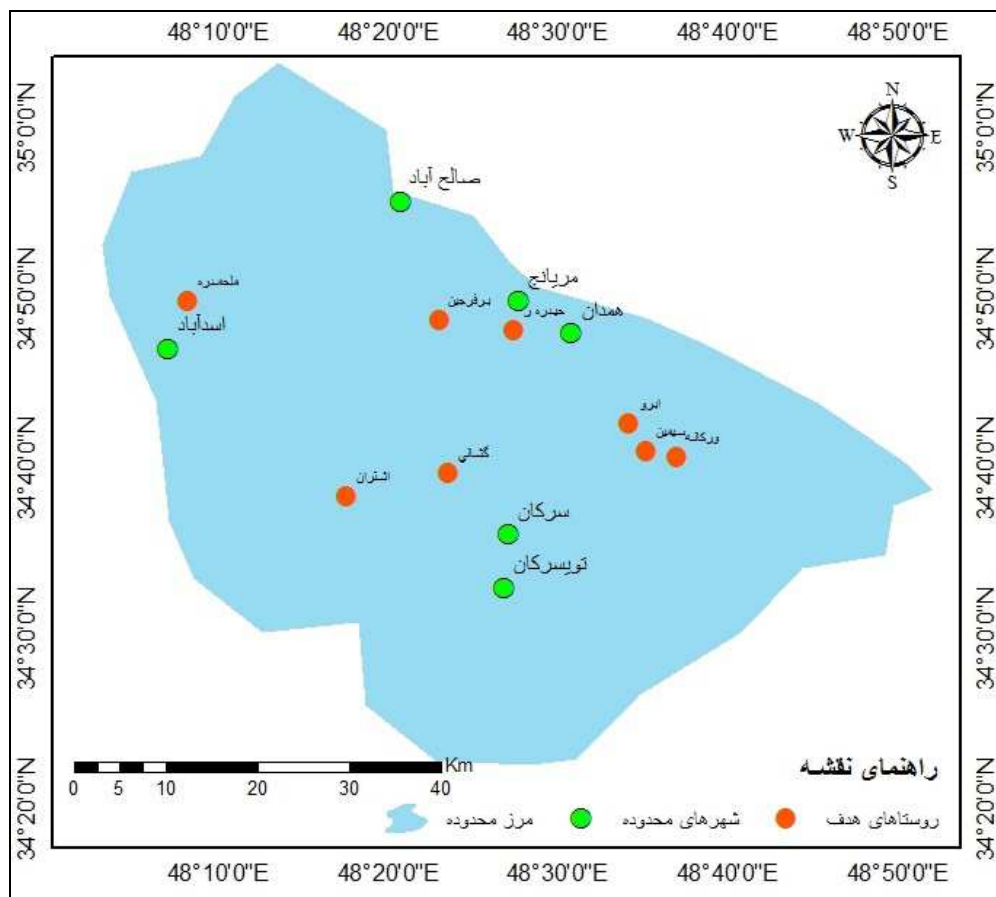 48°10'0"E 48°20'0"E 48°30'0"E 48°40'0"E 48°50'0"E
35°0'0"N
35°0'0"N
N
W E
S
صالح آباد
34°50'0"N
34°50'0"N
ملحمدره
مریانج
برفرجین
حیدره
همدان
اسدآباد
ابرو
سیمین
ورکانه
34°40'0"N
34°40'0"N
گشانی
اشتران
سرکان
تویسرکان
34°30'0"N
34°30'0"N
راهنمای نقشه
Km
0 5 10 20 30 40
روستاهای هدف
شهرهای محدوده
مرز محدوده
34°20'0"N
34°20'0"N
48°10'0"E 48°20'0"E 48°30'0"E 48°40'0"E 48°50'0"E